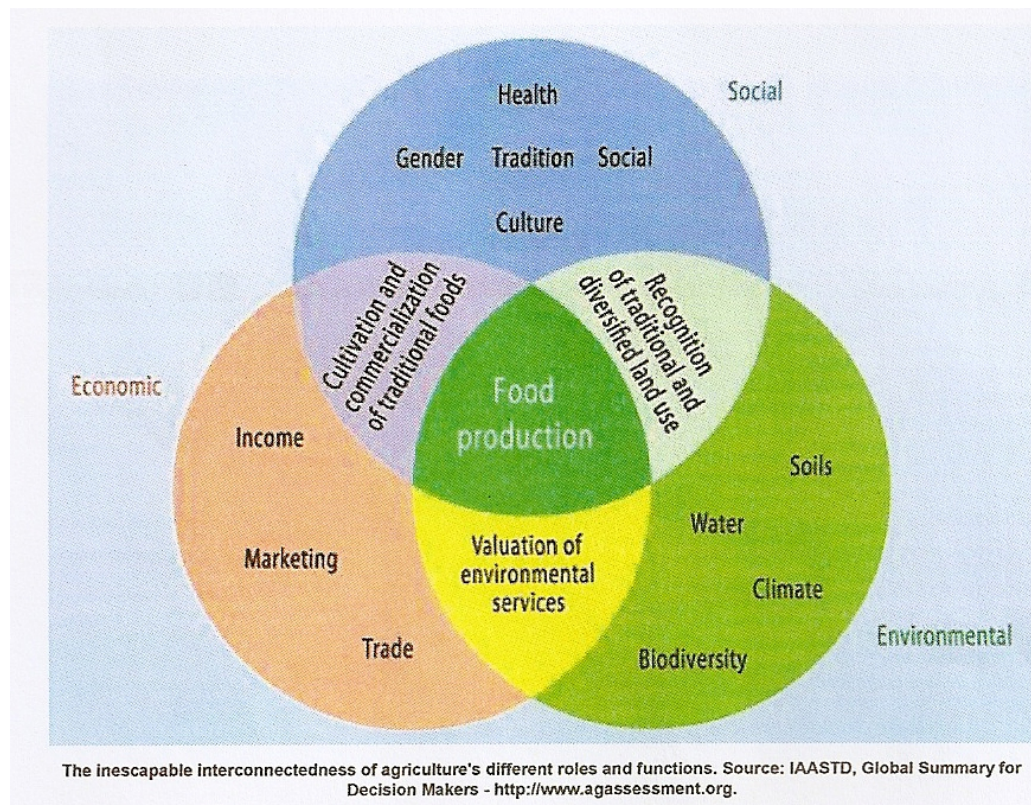 Health
Social
Gender Tradition Social
Culture
Cultivation and
commercialization
of traditional foods
Recognition
of traditional and
diversified land use
Economic
Food
production
Income
Soils
Water
Marketing
Valuation of
environmental
services
Climate
Trade
Biodiversity
Environmental
The inescapable interconnectedness of agriculture's different roles and functions. Source: IAASTD, Global Summary for
Decision Makers - http://www.agassessment.org.